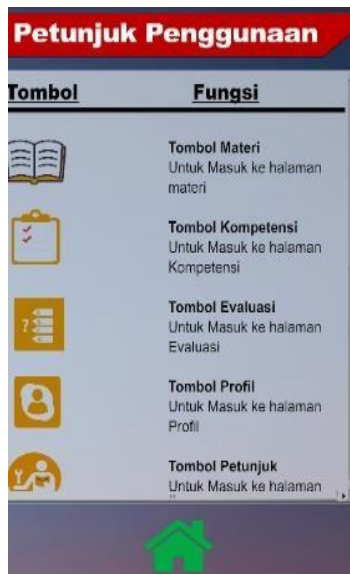 Petunjuk Penggunaan
Tombol
Fungsi
Tombol Materi
Untuk Masuk ke halaman
materi
Tombol Kompetensi
Untuk Masuk ke halaman
Kompetensi
Tombol Evaluasi
Untuk Masuk ke halaman
Evaluasi
?
Tombol Profil
Untuk Masuk ke halaman
Profil
Tombol Petunjuk
Untuk Masuk ke halaman